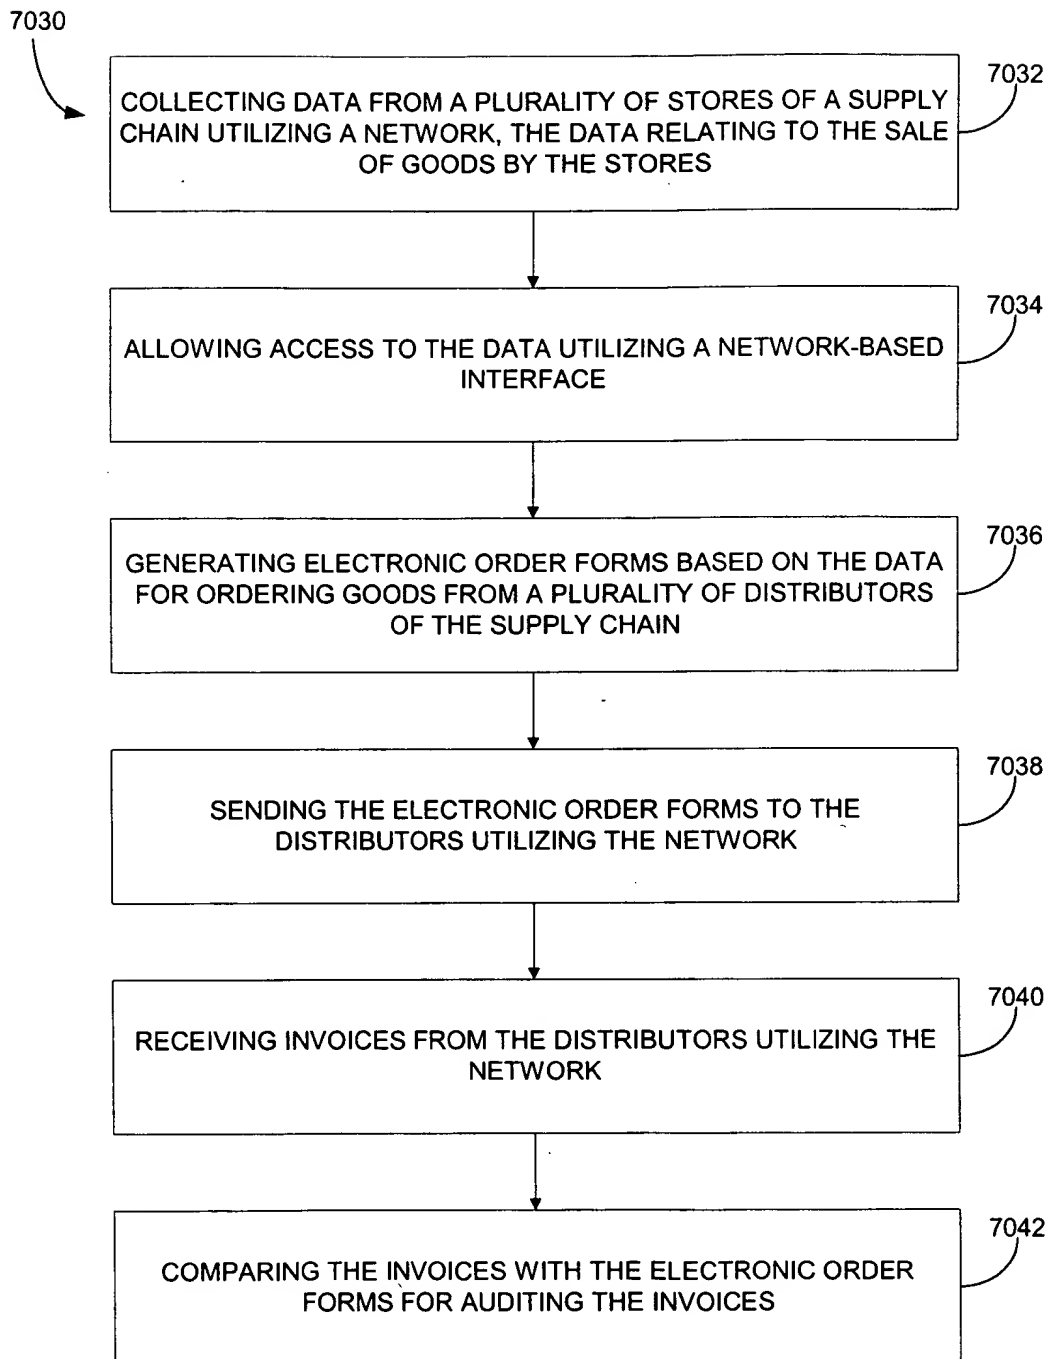 7030
7032
COLLECTING DATA FROM A PLURALITY OF STORES OF A SUPPLY
CHAIN UTILIZING A NETWORK, THE DATA RELATING TO THE SALE
OF GOODS BY THE STORES
7034
ALLOWING ACCESS TO THE DATA UTILIZING A NETWORK-BASED
INTERFACE
7036
GENERATING ELECTRONIC ORDER FORMS BASED ON THE DATA
FOR ORDERING GOODS FROM A PLURALITY OF DISTRIBUTORS
OF THE SUPPLY CHAIN
7038
SENDING THE ELECTRONIC ORDER FORMS TO THE
DISTRIBUTORS UTILIZING THE NETWORK
7040
RECEIVING INVOICES FROM THE DISTRIBUTORS UTILIZING THE
NETWORK
7042
COMPARING THE INVOICES WITH THE ELECTRONIC ORDER
FORMS FOR AUDITING THE INVOICES